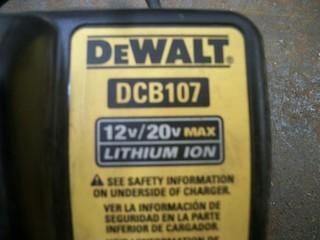 DEWALT®
DCB107
12V/20V MAX
LITHIUM ION
SEE SAFETY INFORMATION
ON UNDERSIDE OF CHARGER.
VER LA INFORMACIÓN DE
SEGURIDAD EN LA PARTE
INFERIOR DE CARGADOR.